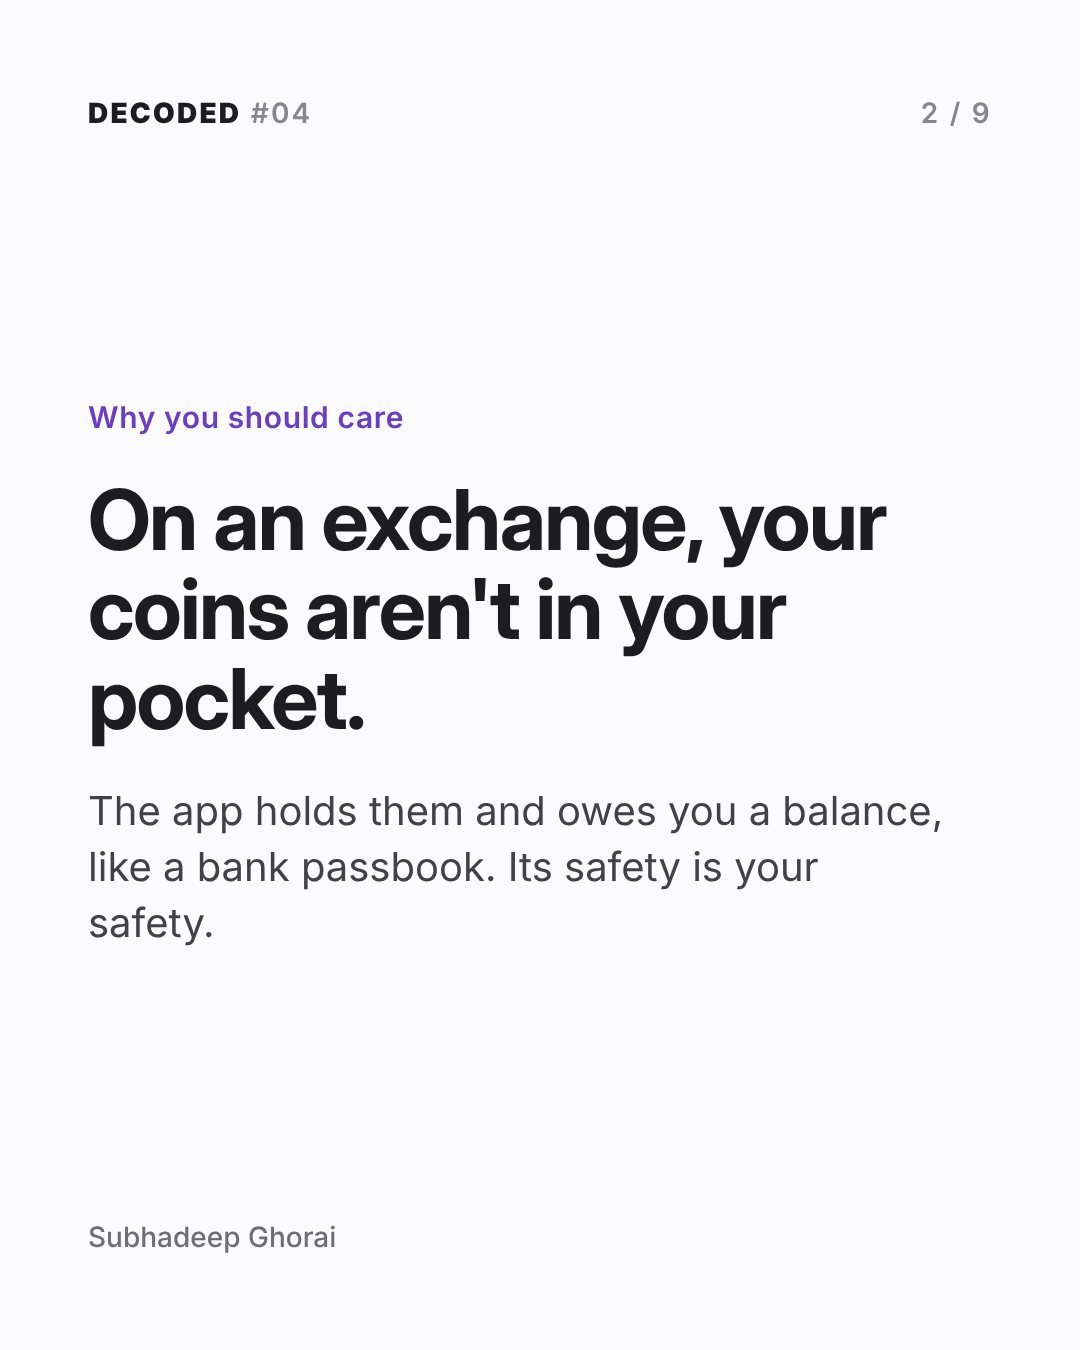 DECODED #04
2 / 9
Why you should care
On an exchange, your
coins aren't in your
pocket.
The app holds them and owes you a balance,
like a bank passbook. Its safety is your
safety.
Subhadeep Ghorai